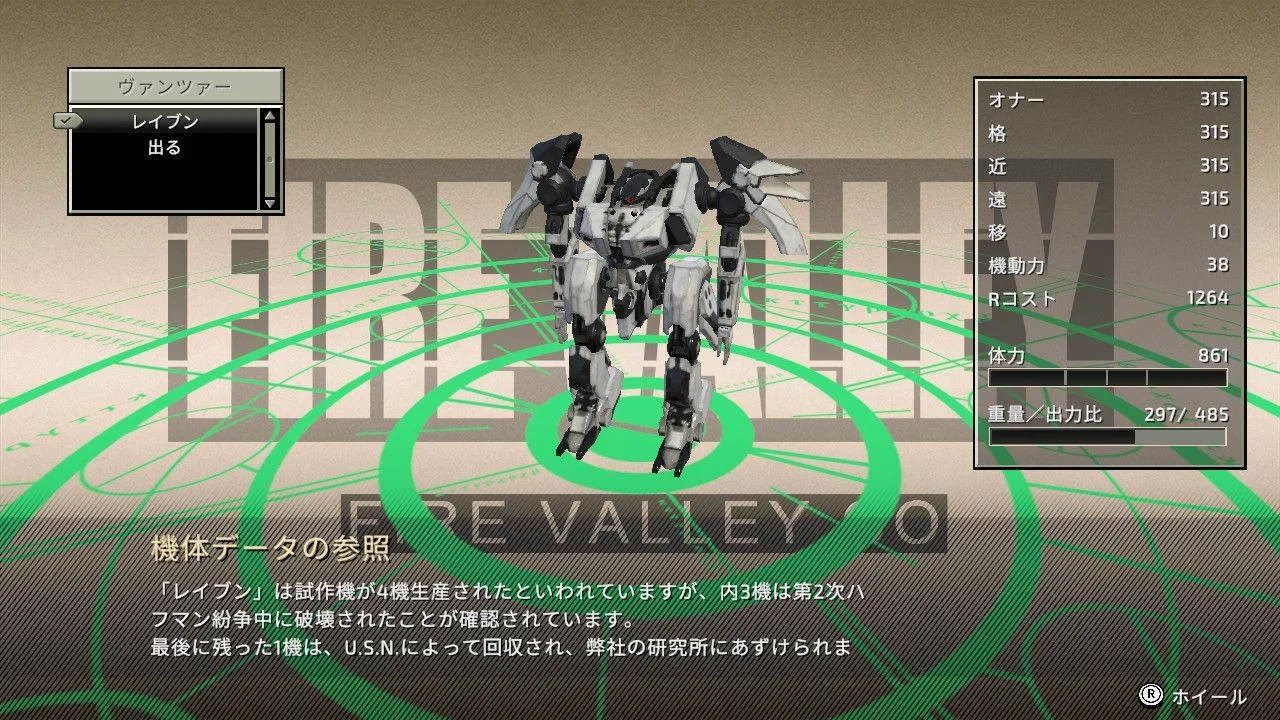 ヴァンツァー
レイブン
出る
オナー 315
格 315
近 315
遠 315
移 10
機動力 38
Rコスト 1264
体力 861
重量／出力比 297/ 485
FIRE VALLEY
FIRE VALLEY CO
機体データの参照
「レイブン」は試作機が4機生産されたといわれていますが、内3機は第2次ハ
フマン紛争中に破壊されたことが確認されています。
最後に残った1機は、U.S.N.によって回収され、弊社の研究所にあずけられま
R ホイール